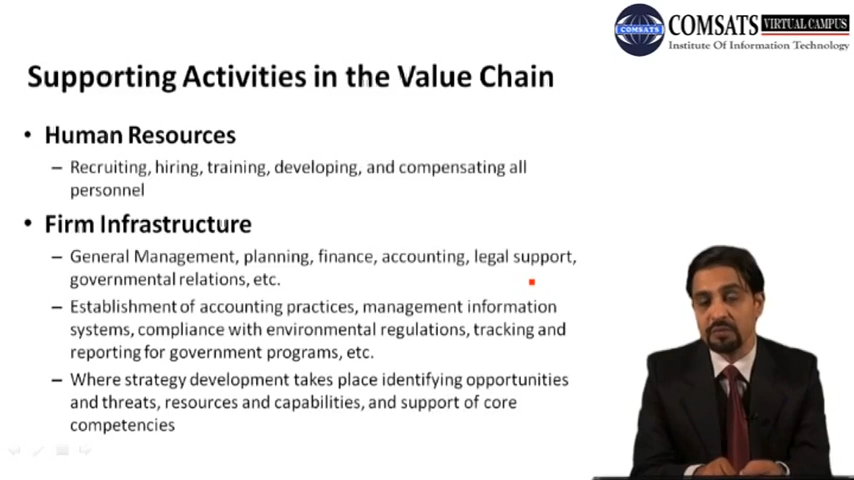 COMSATS VIRTUAL CAMPUS
COMSATS
Institute Of Information Technology
Supporting Activities in the Value Chain
• Human Resources
– Recruiting, hiring, training, developing, and compensating all
personnel
• Firm Infrastructure
– General Management, planning, finance, accounting, legal support,
governmental relations, etc.
– Establishment of accounting practices, management information
systems, compliance with environmental regulations, tracking and
reporting for government programs, etc.
– Where strategy development takes place identifying opportunities
and threats, resources and capabilities, and support of core
competencies